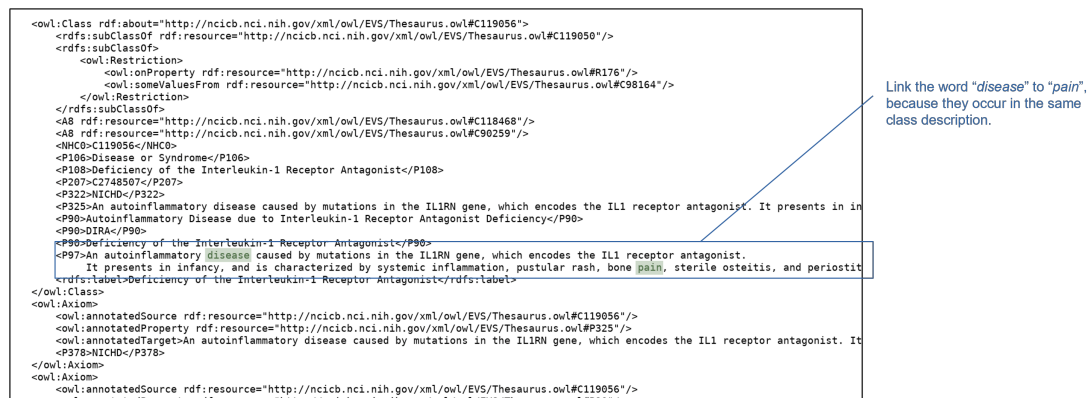 <owl:Class rdf:about="http://ncicb.nci.nih.gov/xml/owl/EVS/Thesaurus.owl#C119056">
<rdfs:subClassOf rdf:resource="http://ncicb.nci.nih.gov/xml/owl/EVS/Thesaurus.owl#C119050"/>
<rdfs:subClassOf>
<owl:Restriction>
<owl:onProperty rdf:resource="http://ncicb.nci.nih.gov/xml/owl/EVS/Thesaurus.owl#R176"/>
<owl:someValuesFrom rdf:resource="http://ncicb.nci.nih.gov/xml/owl/EVS/Thesaurus.owl#C98164"/>
</owl:Restriction>
</rdfs:subClassOf>
<A8 rdf:resource="http://ncicb.nci.nih.gov/xml/owl/EVS/Thesaurus.owl#C118468"/>
<A8 rdf:resource="http://ncicb.nci.nih.gov/xml/owl/EVS/Thesaurus.owl#C90259"/>
<NHC0>C119056</NHC0>
<P106>Disease or Syndrome</P106>
<P108>Deficiency of the Interleukin-1 Receptor Antagonist</P108>
<P207>C2748507</P207>
<P322>NICHD</P322>
<P325>An autoinflammatory disease caused by mutations in the IL1RN gene, which encodes the IL1 receptor antagonist. It presents in in
<P90>Autoinflammatory Disease due to Interleukin-1 Receptor Antagonist Deficiency</P90>
<P90>DIRA</P90>
<P90>Deficiency of the Interleukin-1 Receptor Antagonist</P90>
<P97>An autoinflammatory disease caused by mutations in the IL1RN gene, which encodes the IL1 receptor antagonist.
It presents in infancy, and is characterized by systemic inflammation, pustular rash, bone pain, sterile osteitis, and periostit
<rdfs:label>Deficiency of the Interleukin-1 Receptor Antagonist</rdfs:label>
</owl:Class>
<owl:Axiom>
<owl:annotatedSource rdf:resource="http://ncicb.nci.nih.gov/xml/owl/EVS/Thesaurus.owl#C119056"/>
<owl:annotatedProperty rdf:resource="http://ncicb.nci.nih.gov/xml/owl/EVS/Thesaurus.owl#P325"/>
<owl:annotatedTarget>An autoinflammatory disease caused by mutations in the IL1RN gene, which encodes the IL1 receptor antagonist. It
<P378>NICHD</P378>
</owl:Axiom>
<owl:Axiom>
<owl:annotatedSource rdf:resource="http://ncicb.nci.nih.gov/xml/owl/EVS/Thesaurus.owl#C119056"/>
Link the word “disease” to “pain”,
because they occur in the same
class description.